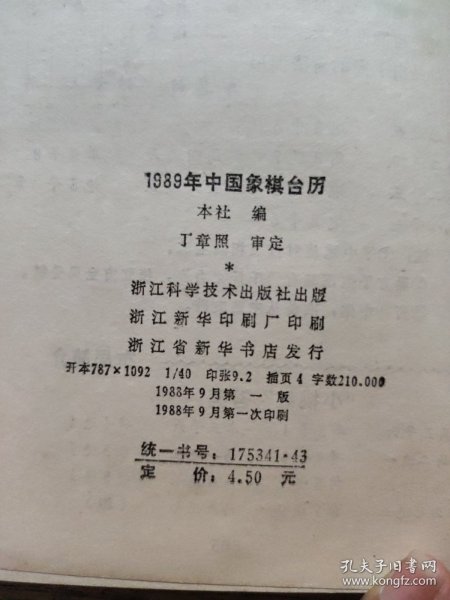 1989年中国象棋台历
本社 编
丁章照 审定
*
浙江科学技术出版社出版
浙江新华印刷厂印刷
浙江省新华书店发行
开本787×1092 1/40 印张9.2 插页4 字数210.000
1988年9月第一版
1988年9月第一次印刷
统一书号：175341·43
定 价：4.50 元
孔夫子旧书网
www.kongfz.com